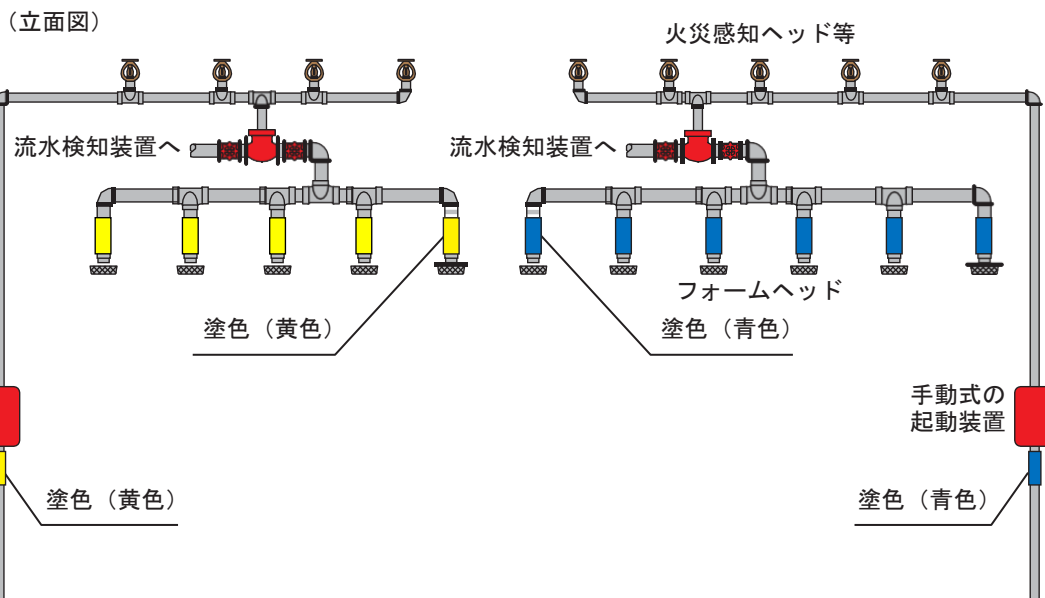 （立面図）
火災感知ヘッド等
流水検知装置へ
流水検知装置へ
フォームヘッド
塗色（黄色）
塗色（青色）
手動式の
起動装置
塗色（黄色）
塗色（青色）